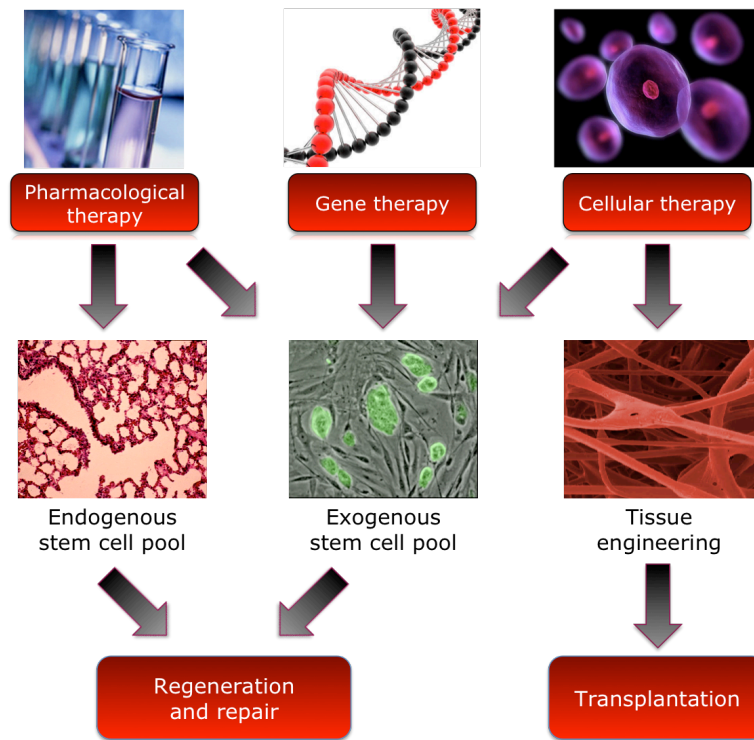 Pharmacological
therapy
Gene therapy
Cellular therapy
Endogenous
stem cell pool
Exogenous
stem cell pool
Tissue
engineering
Regeneration
and repair
Transplantation